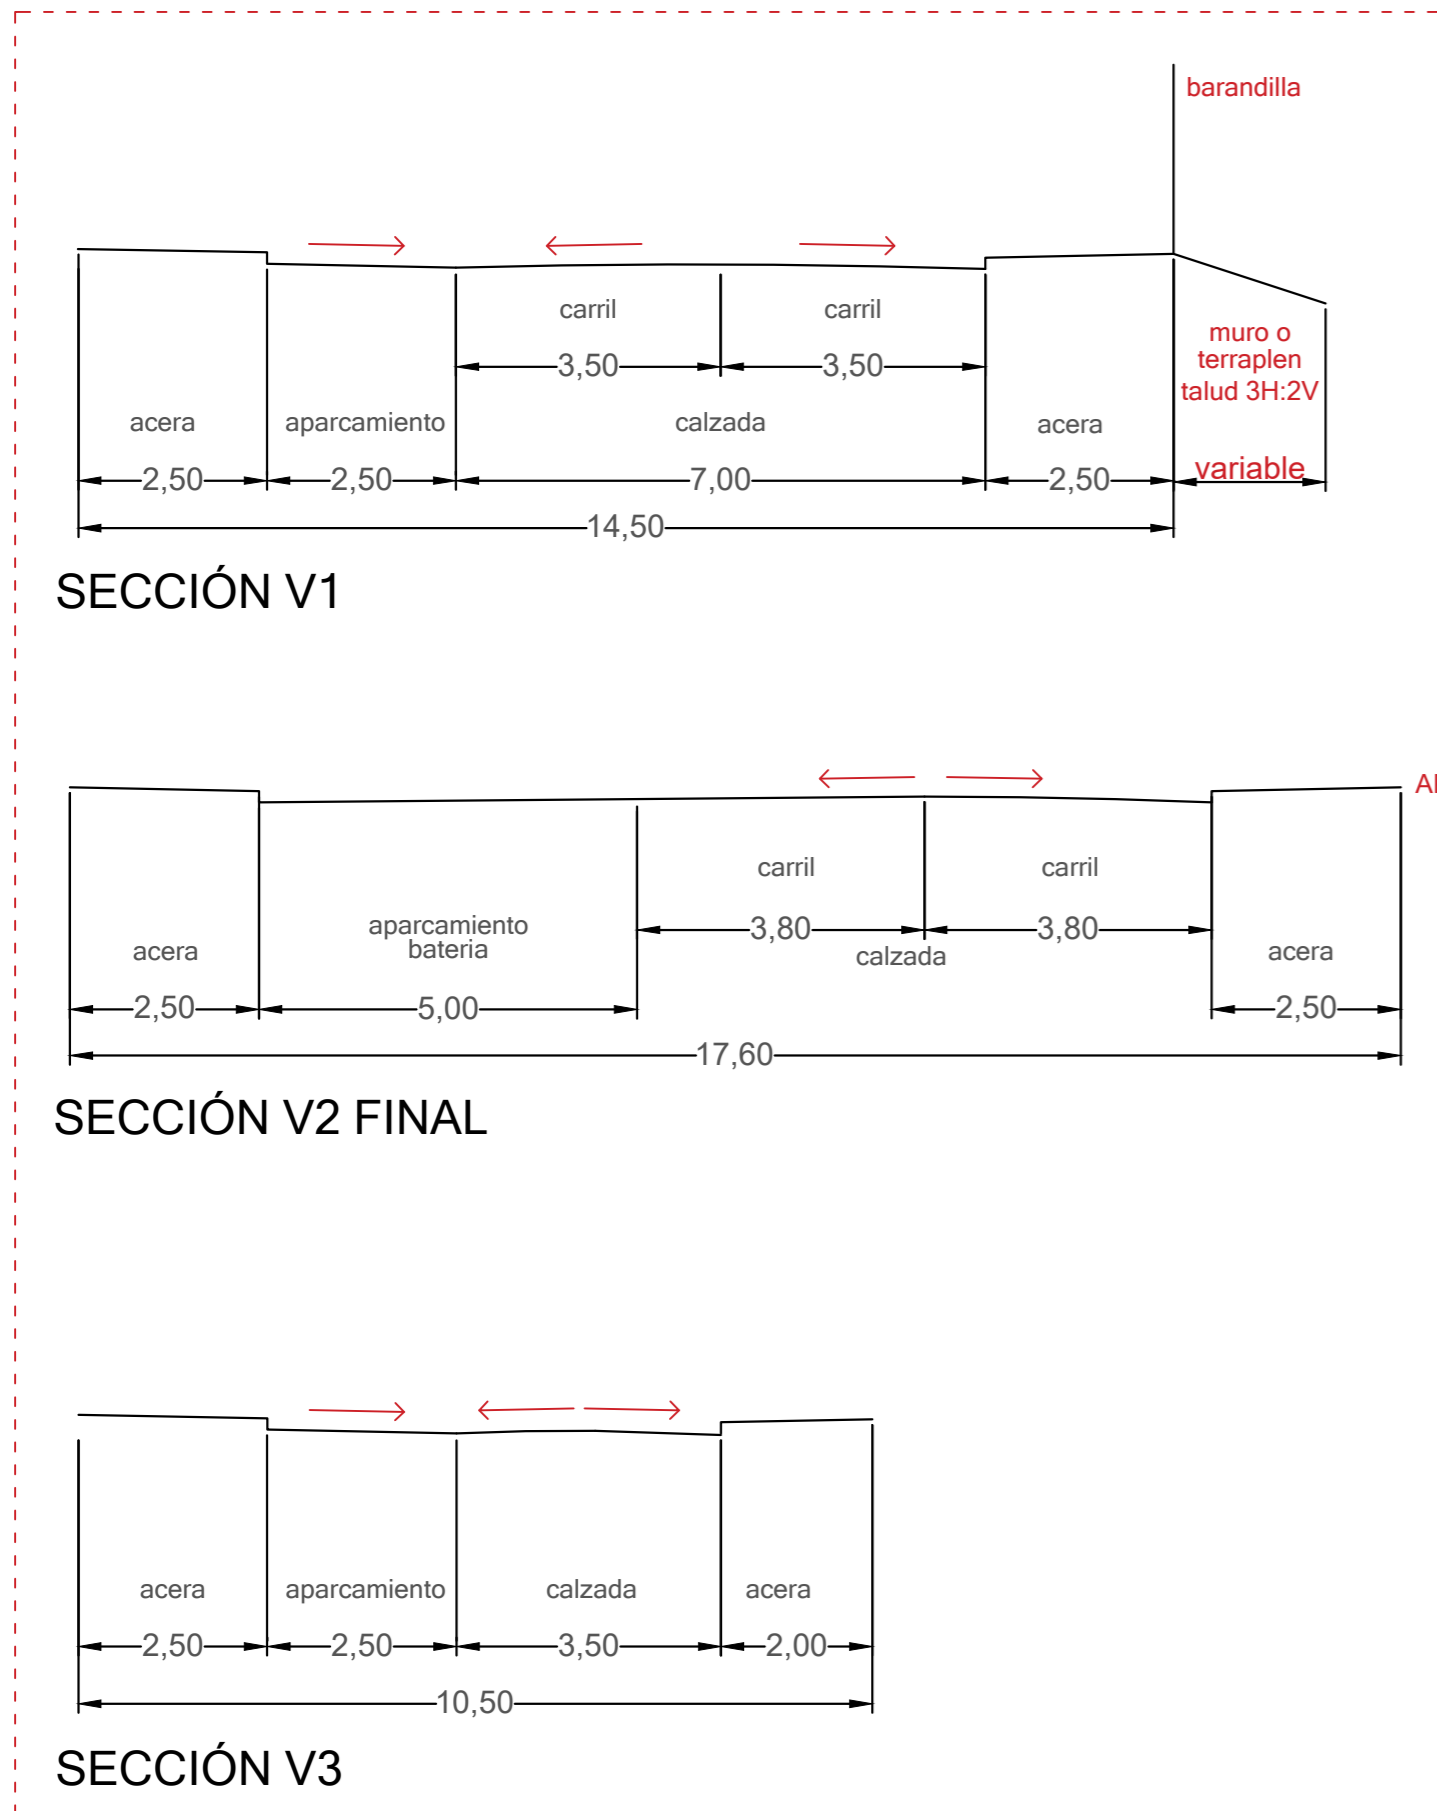 barandilla
carril
carril
3,50
3,50
muro o
terraplen
talud 3H:2V
acera
aparcamiento
calzada
acera
2,50
2,50
7,00
2,50
variable
14,50
SECCIÓN V1
carril
carril
3,80
3,80
acera
aparcamiento
bateria
calzada
acera
2,50
5,00
2,50
17,60
SECCIÓN V2 FINAL
acera
aparcamiento
calzada
acera
2,50
2,50
3,50
2,00
10,50
SECCIÓN V3